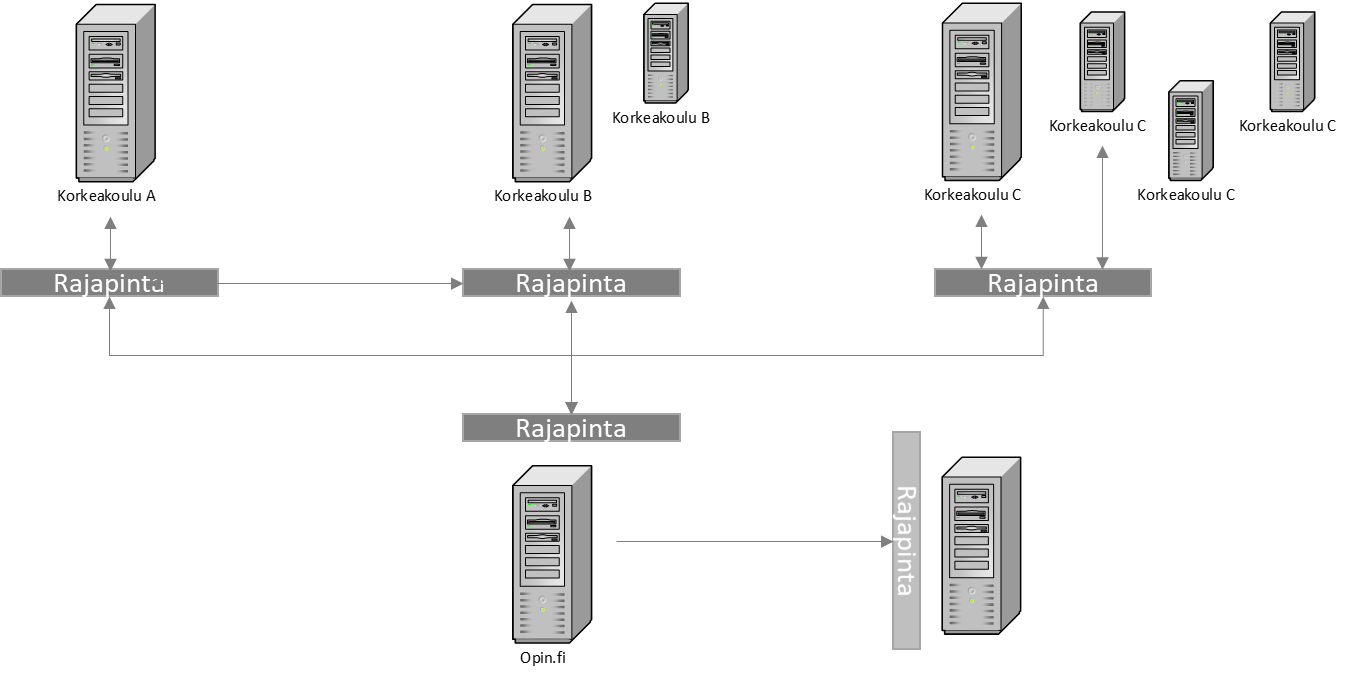 Korkeakoulu A
Korkeakoulu B
Korkeakoulu B
Korkeakoulu C
Korkeakoulu C
Korkeakoulu C
Korkeakoulu C
Rajapinta
Rajapinta
Rajapinta
Rajapinta
Opin.fi
Rajapinta